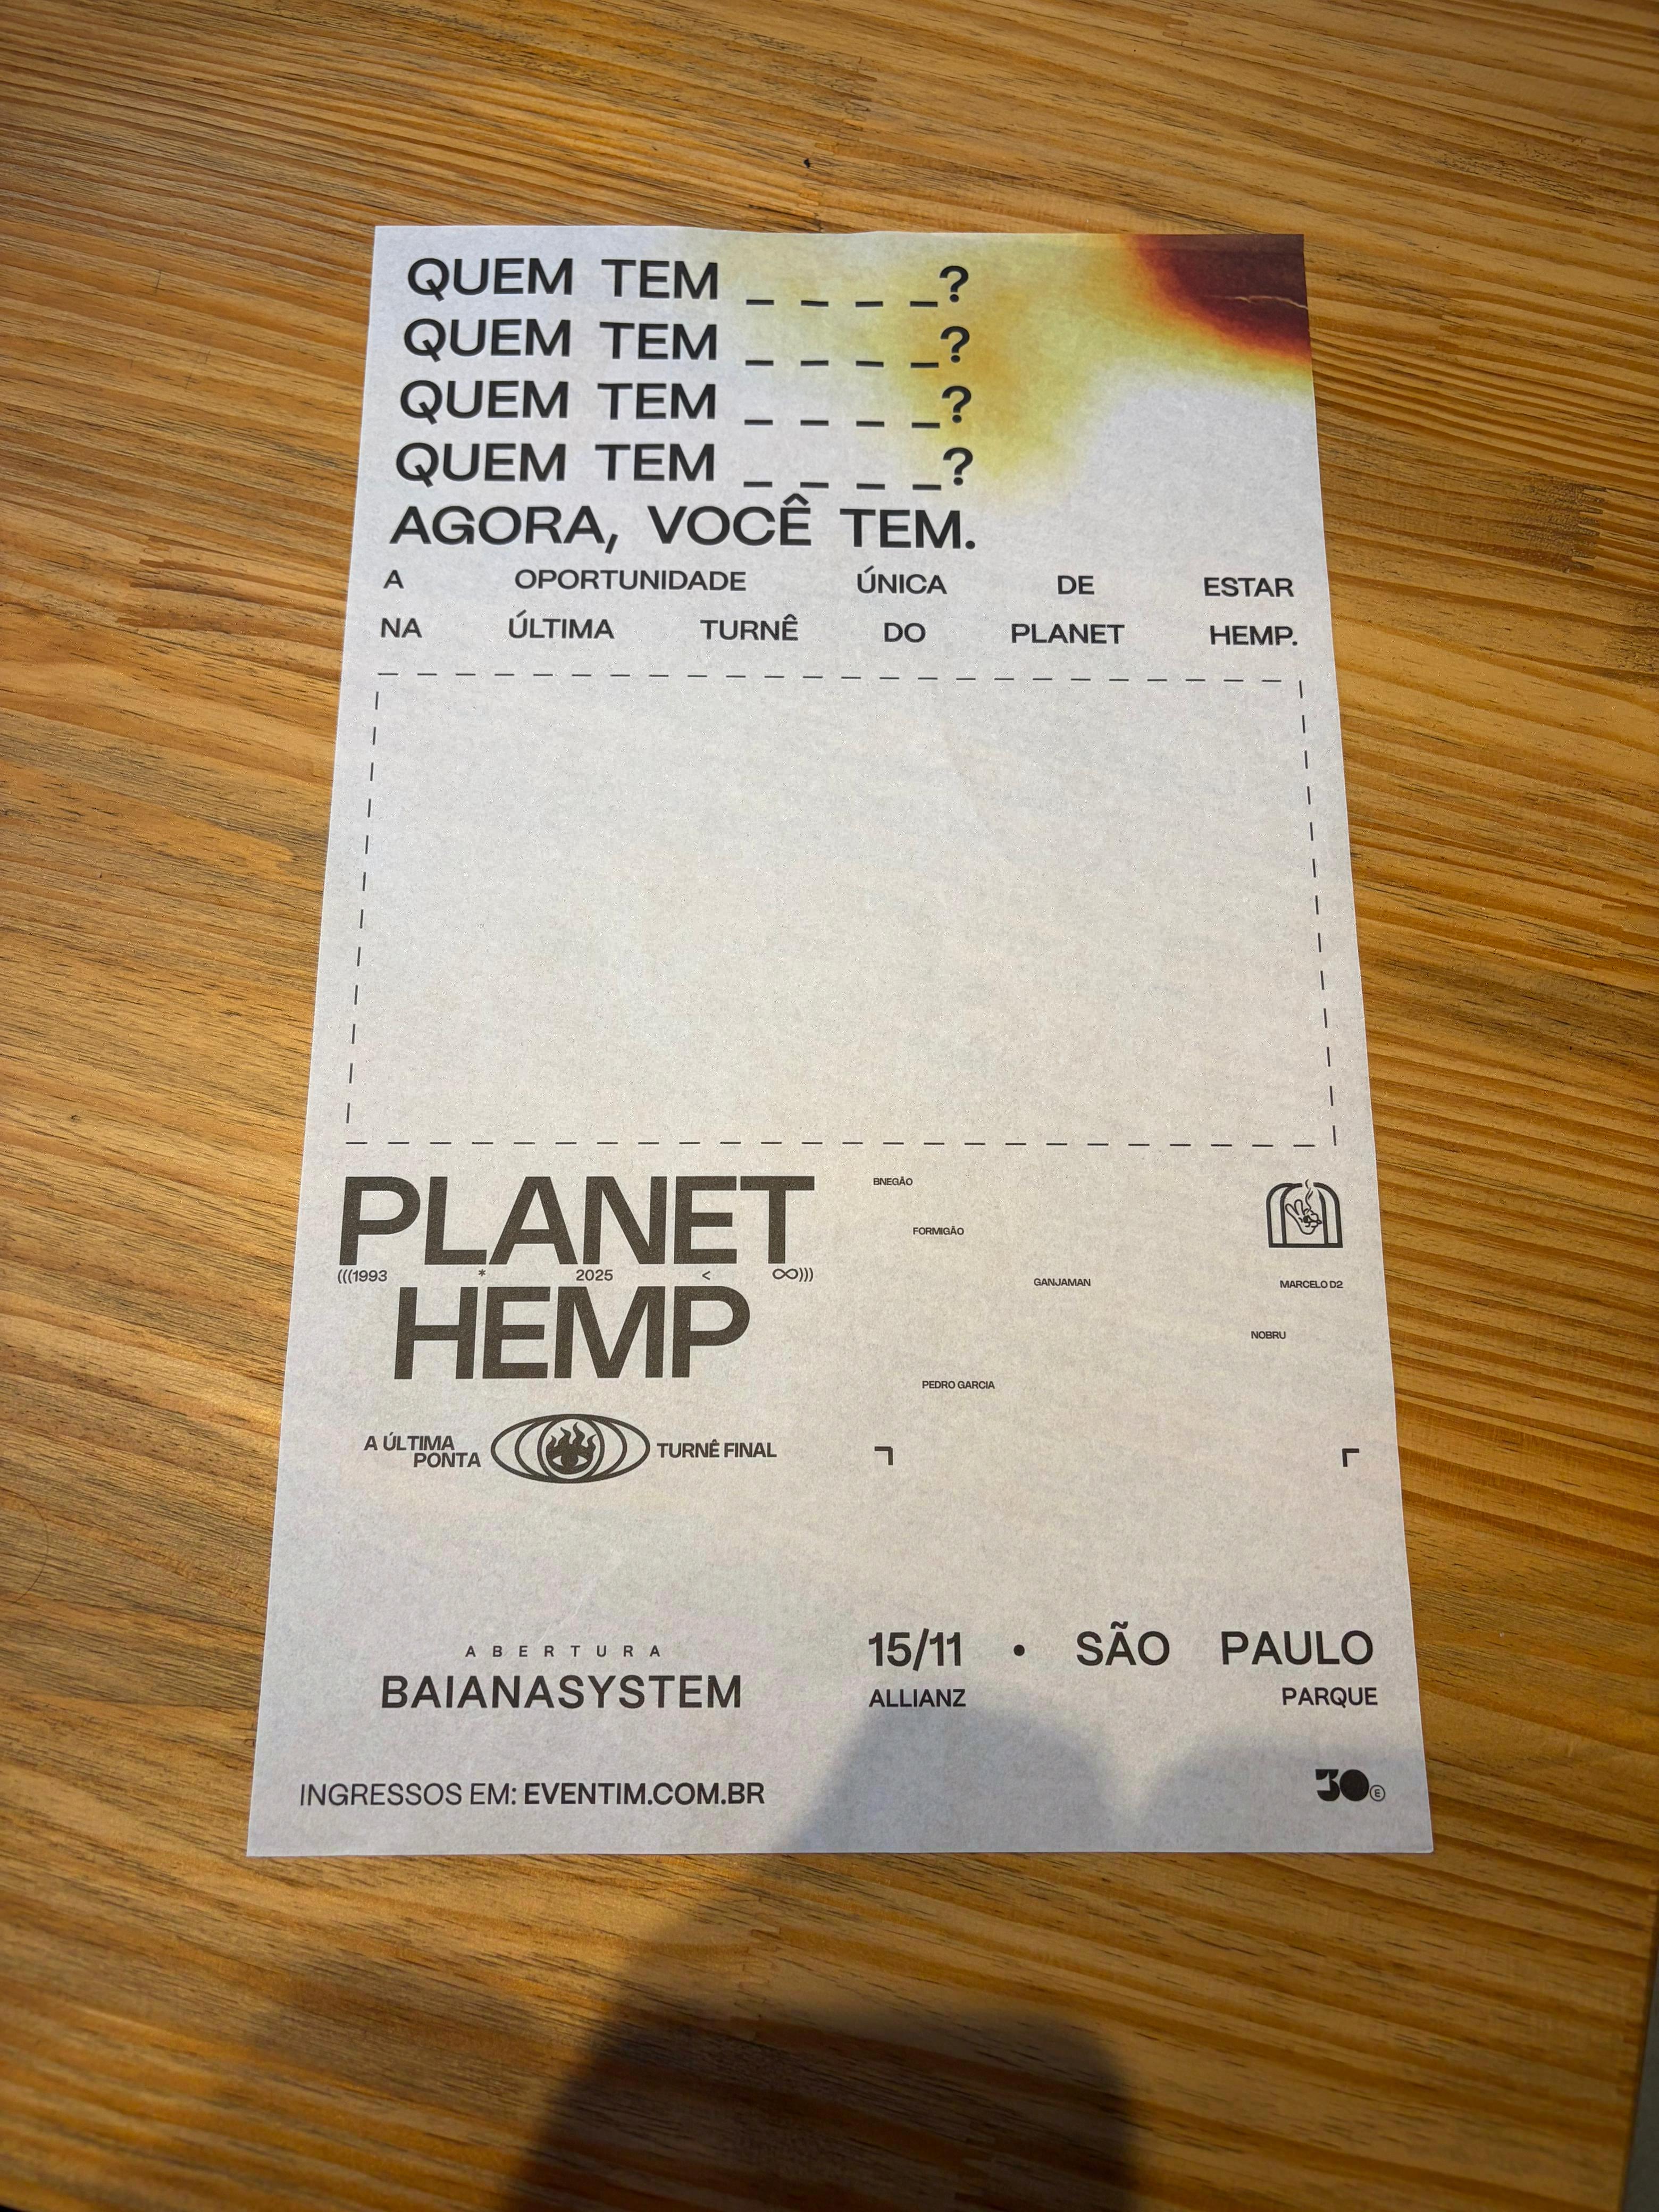 QUEM TEM _ _ _ _?
QUEM TEM _ _ _ _?
QUEM TEM _ _ _ _?
QUEM TEM _ _ _ _?
AGORA, VOCÊ TEM.
A OPORTUNIDADE ÚNICA DE ESTAR
NA ÚLTIMA TURNÊ DO PLANET HEMP.
PLANET
(((1993 * 2025 < ∞)))
HEMP
A ÚLTIMA
PONTA
TURNÊ FINAL
BNEGÃO
FORMIGÃO
GANJAMAN
MARCELO D2
NOBRU
PEDRO GARCIA
ABERTURA
BAIANASYSTEM
15/11 • SÃO PAULO
ALLIANZ PARQUE
INGRESSOS EM: EVENTIM.COM.BR
30E